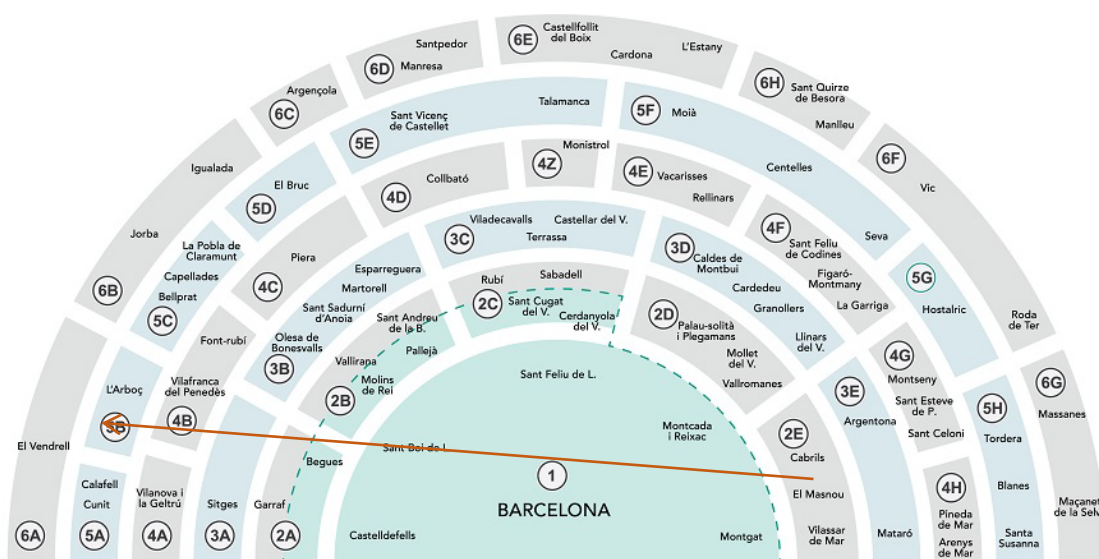 6E
Castellfollit
del Boix
L'Estany
Cardona
Santpedor
6D
Manresa
6H
Sant Quirze
de Besora
Manlleu
Argençola
6C
Sant Vicenç
de Castellet
5E
Talamanca
5F
Moià
6F
Vic
Igualada
El Bruc
5D
Collbató
4D
4Z
Monistrol
4E
Vacarisses
Rellinars
Centelles
Seva
Jorba
6B
La Pobla de
Claramunt
Capellades
Bellprat
5C
Piera
4C
Viladecavalls
3C
Castellar del V.
Terrassa
3D
Caldes de
Montbui
Cardedeu
Granollers
Llinars
del V.
4F
Sant Feliu
de Codines
Figaró-
Montmany
La Garriga
5G
Hostalric
Roda
de Ter
Esparreguera
Martorell
Sant Sadurní
d'Anoia
Olesa de
Bonesvalls
3B
Font-rubí
Rubí
Sabadell
2C
Sant Cugat
del V.
Cerdanyola
del V.
2D
Palau-solità
i Plegamans
Mollet
del V.
Vallromanes
Sant Andreu
de la B.
Pallejà
Vallirana
Molins
de Rei
2B
L'Arboç
5B
Vilafranca
del Penedès
4B
Sant Feliu de L.
3E
Argentona
4G
Montseny
Sant Esteve
de P.
Sant Celoni
5H
Tordera
6G
Massanes
El Vendrell
6A
Calafell
Cunit
5A
Vilanova i
la Geltrú
4A
Sitges
3A
Begues
Garraf
2A
Sant Boi de L.
Montcada
i Reixac
2E
Cabrils
El Masnou
Vilassar
de Mar
1
BARCELONA
Castelldefells
Montgat
Mataró
4H
Pineda
de Mar
Arenys
de Mar
Blanes
Santa
Susanna
Maçanet
de la Selv